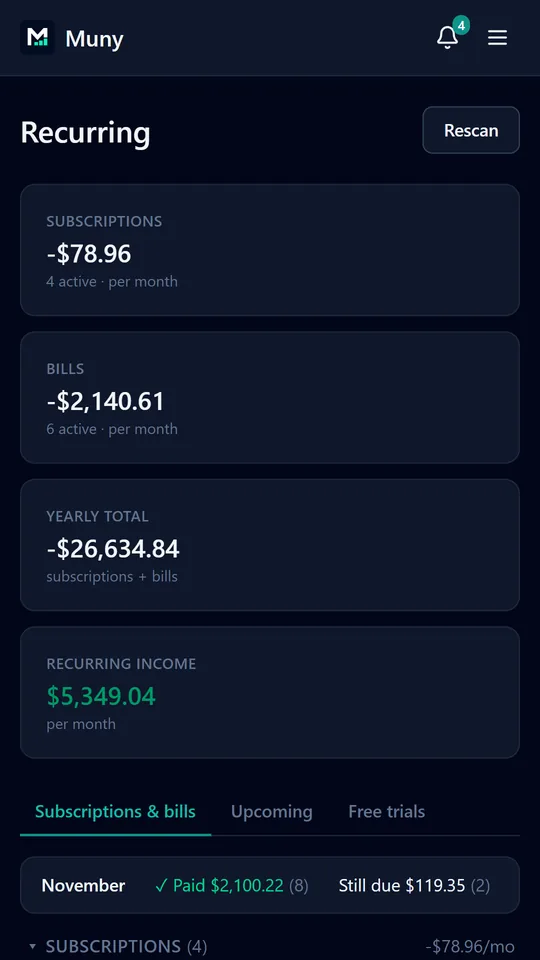 Muny
4
Recurring
Rescan
SUBSCRIPTIONS
-$78.96
4 active · per month
BILLS
-$2,140.61
6 active · per month
YEARLY TOTAL
-$26,634.84
subscriptions + bills
RECURRING INCOME
$5,349.04
per month
Subscriptions & bills Upcoming Free trials
November ✓ Paid $2,100.22 (8) Still due $119.35 (2)
▾ SUBSCRIPTIONS (4) -$78.96/mo